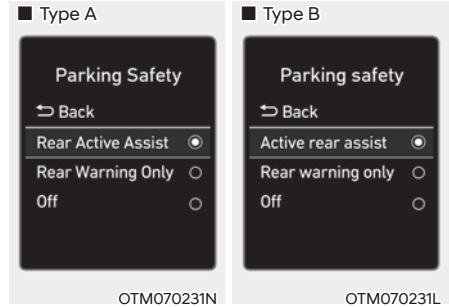 ■ Type A
Parking Safety
Back
Rear Active Assist
Rear Warning Only
Off
OTM070231N
■ Type B
Parking safety
Back
Active rear assist
Rear warning only
Off
OTM070231L